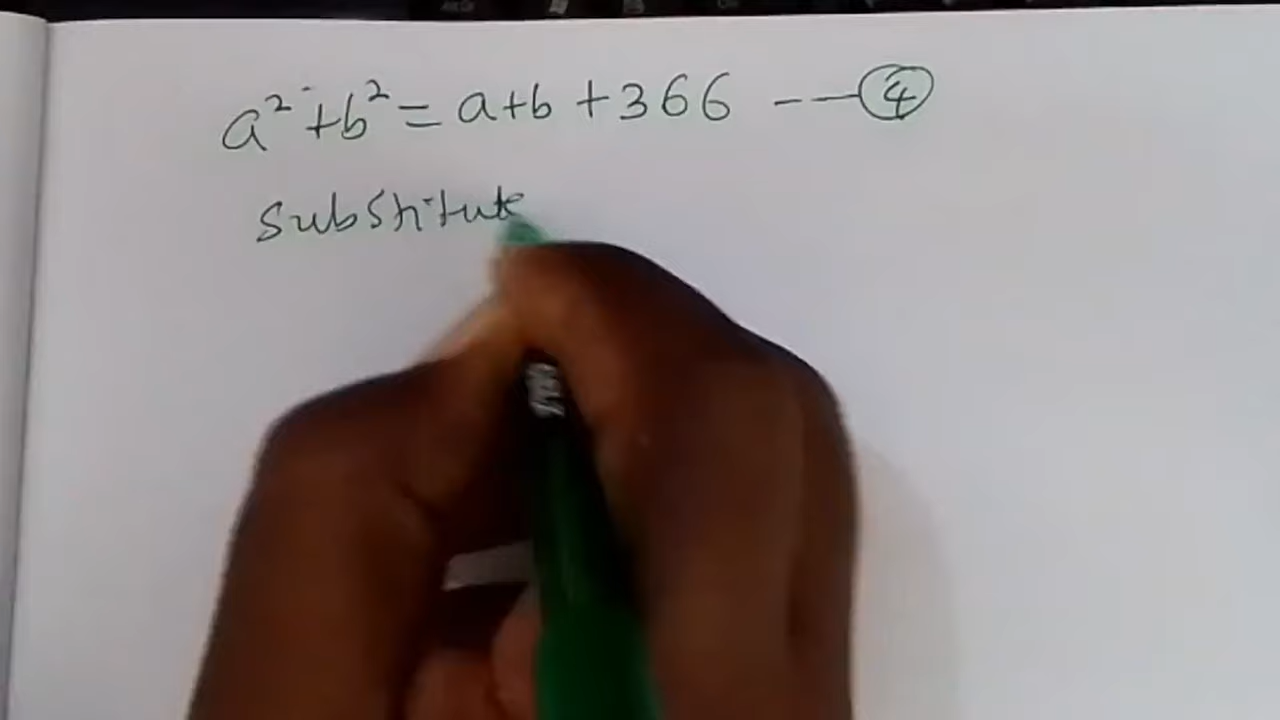 a² + b² = a+b + 366 --- ④
Substitute